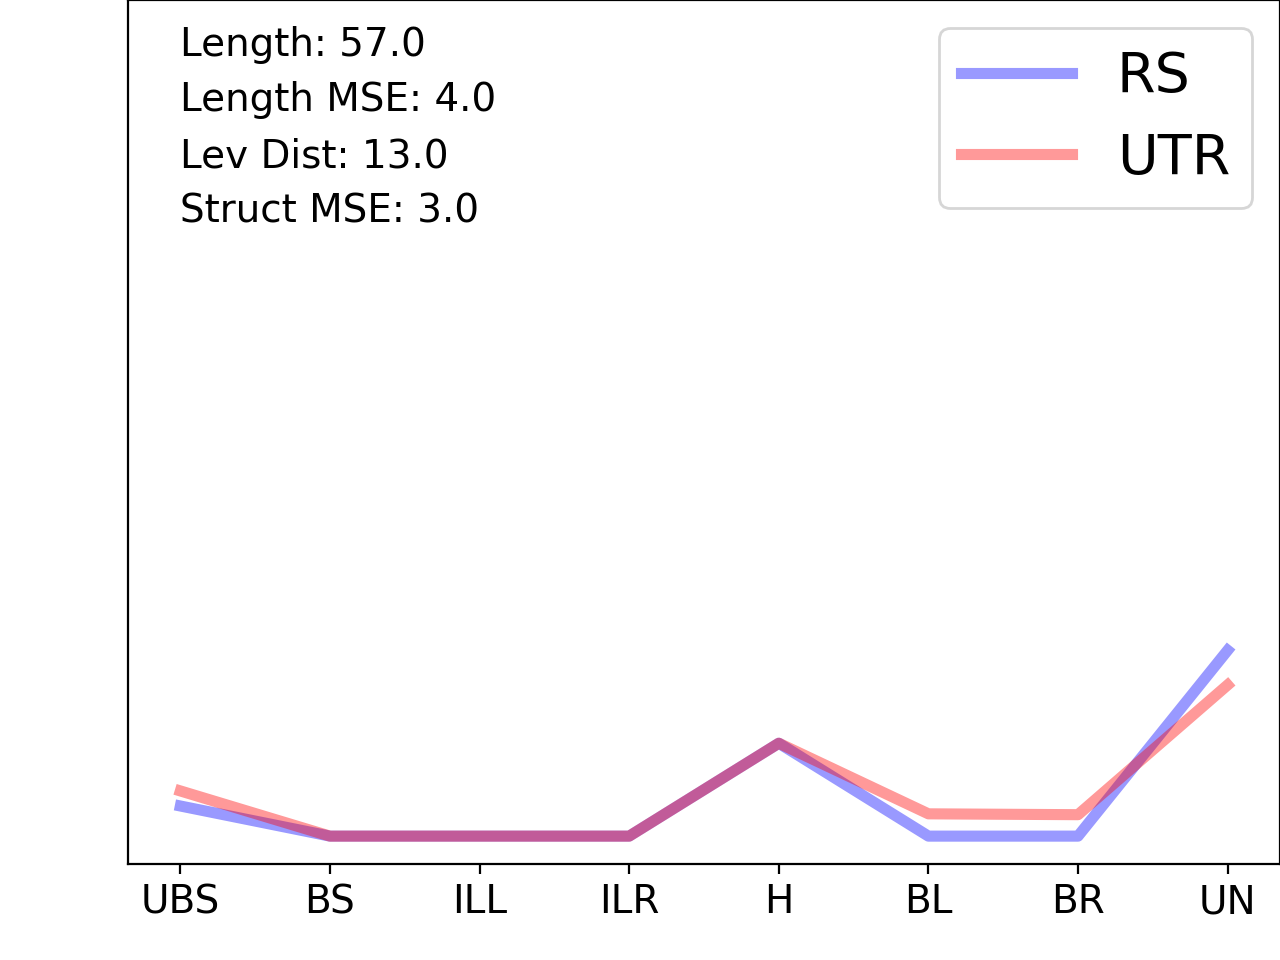 Length: 57.0
Length MSE: 4.0
Lev Dist: 13.0
Struct MSE: 3.0
RS
UTR
UBS BS ILL ILR H BL BR UN